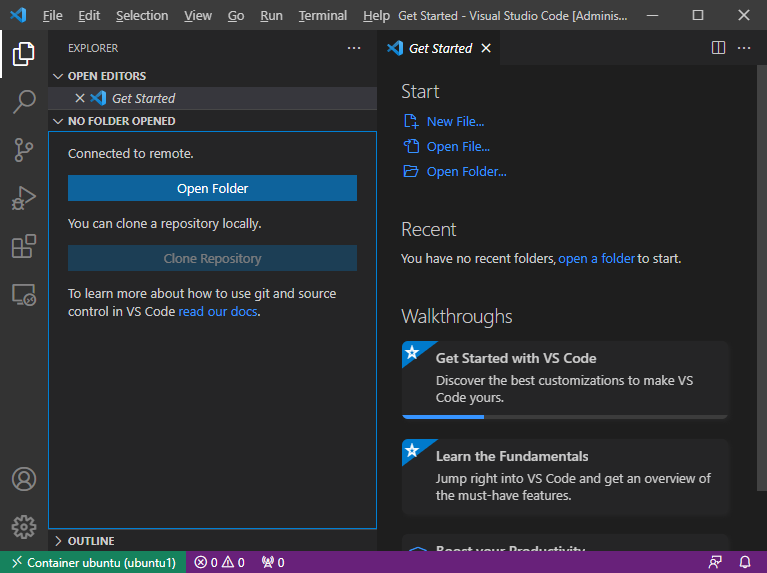 File Edit Selection View Go Run Terminal Help Get Started - Visual Studio Code [Adminis...
EXPLORER
Get Started
OPEN EDITORS
Get Started
NO FOLDER OPENED
Connected to remote.
Open Folder
You can clone a repository locally.
Clone Repository
To learn more about how to use git and source
control in VS Code read our docs.
OUTLINE
Start
New File...
Open File...
Open Folder...
Recent
You have no recent folders, open a folder to start.
Walkthroughs
Get Started with VS Code
Discover the best customizations to make VS
Code yours.
Learn the Fundamentals
Jump right into VS Code and get an overview of
the must-have features.
Boost your Productivity
Container ubuntu (ubuntu1) 0 0 0